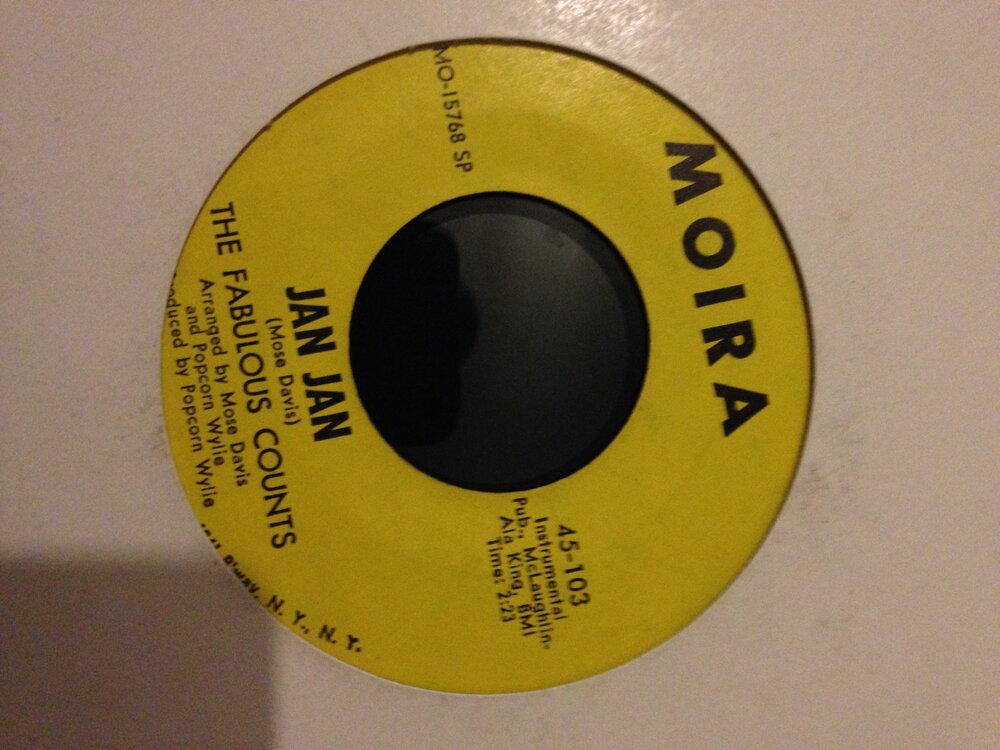 MOIRA
MO-15768 SP
45-103
Instrumental
Pub., McLaughlin-
Ala King, BMI
Time: 2:23
JAN JAN
(Mose Davis)
THE FABULOUS COUNTS
Arranged by Mose Davis
and Popcorn Wylie
by Popcorn Wylie
B'way, N. Y., N. Y.